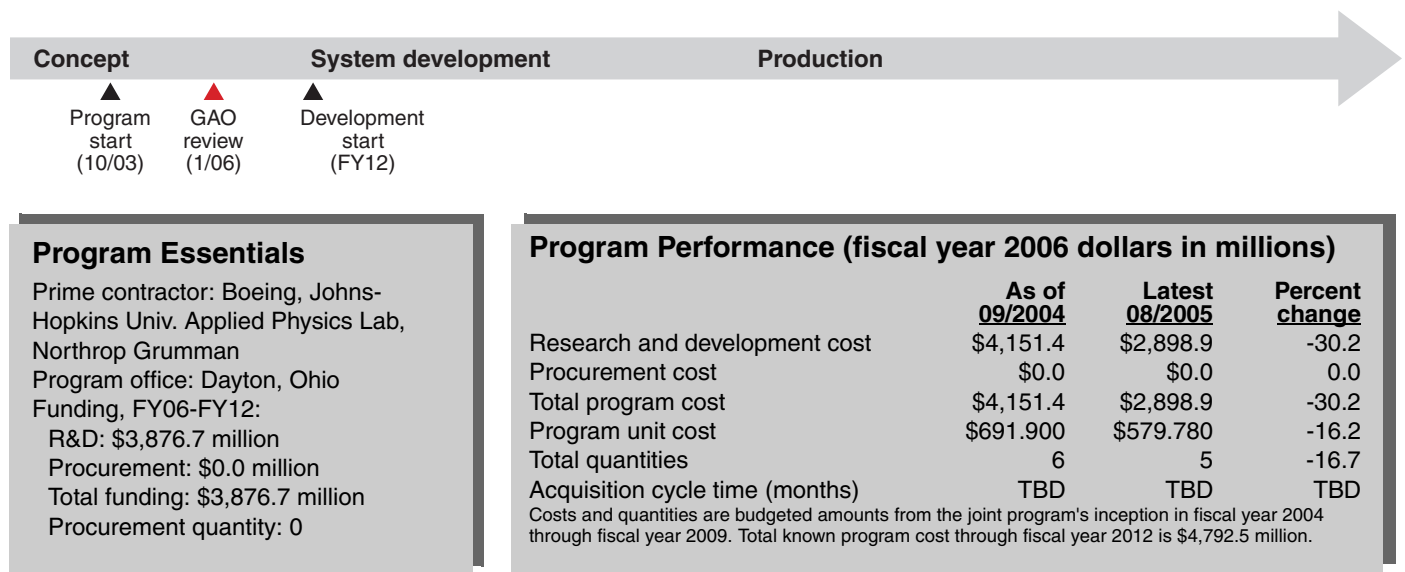 Concept System development Production
Program start (10/03)
GAO review (1/06)
Development start (FY12)
Program Essentials
Prime contractor: Boeing, Johns-
Hopkins Univ. Applied Physics Lab,
Northrop Grumman
Program office: Dayton, Ohio
Funding, FY06-FY12:
R&D: $3,876.7 million
Procurement: $0.0 million
Total funding: $3,876.7 million
Procurement quantity: 0
Program Performance (fiscal year 2006 dollars in millions)
As of Latest Percent
09/2004 08/2005 change
Research and development cost $4,151.4 $2,898.9 -30.2
Procurement cost $0.0 $0.0 0.0
Total program cost $4,151.4 $2,898.9 -30.2
Program unit cost $691.900 $579.780 -16.2
Total quantities 6 5 -16.7
Acquisition cycle time (months) TBD TBD TBD
Costs and quantities are budgeted amounts from the joint program's inception in fiscal year 2004
through fiscal year 2009. Total known program cost through fiscal year 2012 is $4,792.5 million.